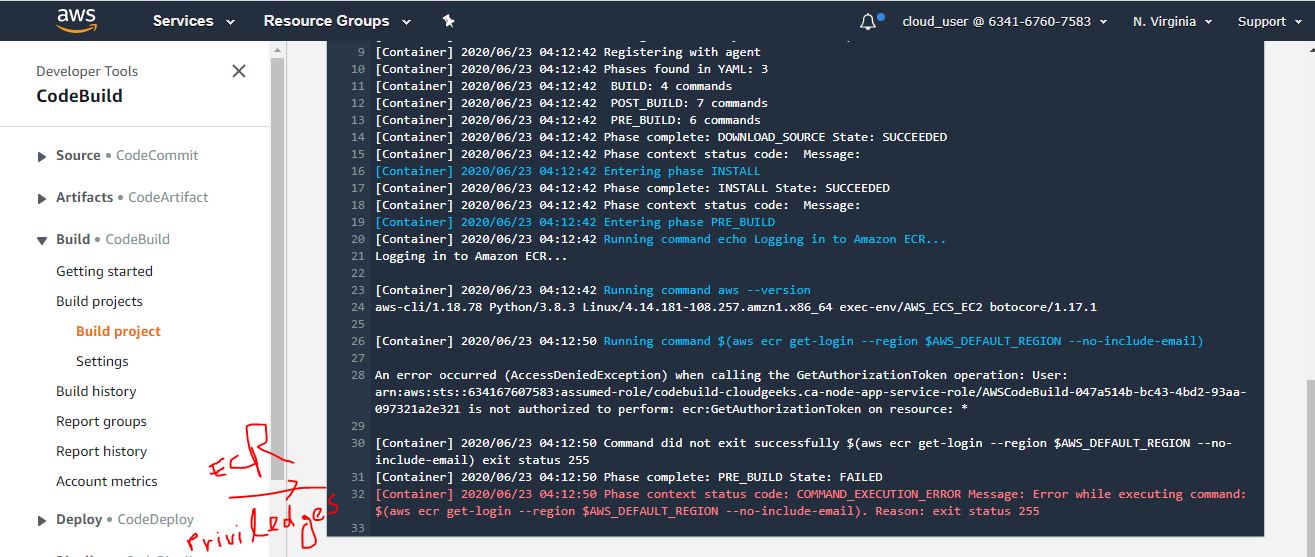 aws
Services
Resource Groups
cloud_user @ 6341-6760-7583
N. Virginia
Support
Developer Tools
CodeBuild
Source • CodeCommit
Artifacts • CodeArtifact
Build • CodeBuild
Getting started
Build projects
Build project
Settings
Build history
Report groups
Report history
Account metrics
Deploy • CodeDeploy
ECR
Priviledges
9 [Container] 2020/06/23 04:12:42 Registering with agent
10 [Container] 2020/06/23 04:12:42 Phases found in YAML: 3
11 [Container] 2020/06/23 04:12:42  BUILD: 4 commands
12 [Container] 2020/06/23 04:12:42  POST_BUILD: 7 commands
13 [Container] 2020/06/23 04:12:42  PRE_BUILD: 6 commands
14 [Container] 2020/06/23 04:12:42 Phase complete: DOWNLOAD_SOURCE State: SUCCEEDED
15 [Container] 2020/06/23 04:12:42 Phase context status code:  Message:
16 [Container] 2020/06/23 04:12:42 Entering phase INSTALL
17 [Container] 2020/06/23 04:12:42 Phase complete: INSTALL State: SUCCEEDED
18 [Container] 2020/06/23 04:12:42 Phase context status code:  Message:
19 [Container] 2020/06/23 04:12:42 Entering phase PRE_BUILD
20 [Container] 2020/06/23 04:12:42 Running command echo Logging in to Amazon ECR...
21 Logging in to Amazon ECR...
22
23 [Container] 2020/06/23 04:12:42 Running command aws --version
24 aws-cli/1.18.78 Python/3.8.3 Linux/4.14.181-108.257.amzn1.x86_64 exec-env/AWS_ECS_EC2 botocore/1.17.1
25
26 [Container] 2020/06/23 04:12:50 Running command $(aws ecr get-login --region $AWS_DEFAULT_REGION --no-include-email)
27
28 An error occurred (AccessDeniedException) when calling the GetAuthorizationToken operation: User:
arn:aws:sts::634167607583:assumed-role/codebuild-cloudgeeks.ca-node-app-service-role/AWSCodeBuild-047a514b-bc43-4bd2-93aa-
097321a2e321 is not authorized to perform: ecr:GetAuthorizationToken on resource: *
29
30 [Container] 2020/06/23 04:12:50 Command did not exit successfully $(aws ecr get-login --region $AWS_DEFAULT_REGION --no-
include-email) exit status 255
31 [Container] 2020/06/23 04:12:50 Phase complete: PRE_BUILD State: FAILED
32 [Container] 2020/06/23 04:12:50 Phase context status code: COMMAND_EXECUTION_ERROR Message: Error while executing command:
$(aws ecr get-login --region $AWS_DEFAULT_REGION --no-include-email). Reason: exit status 255
33